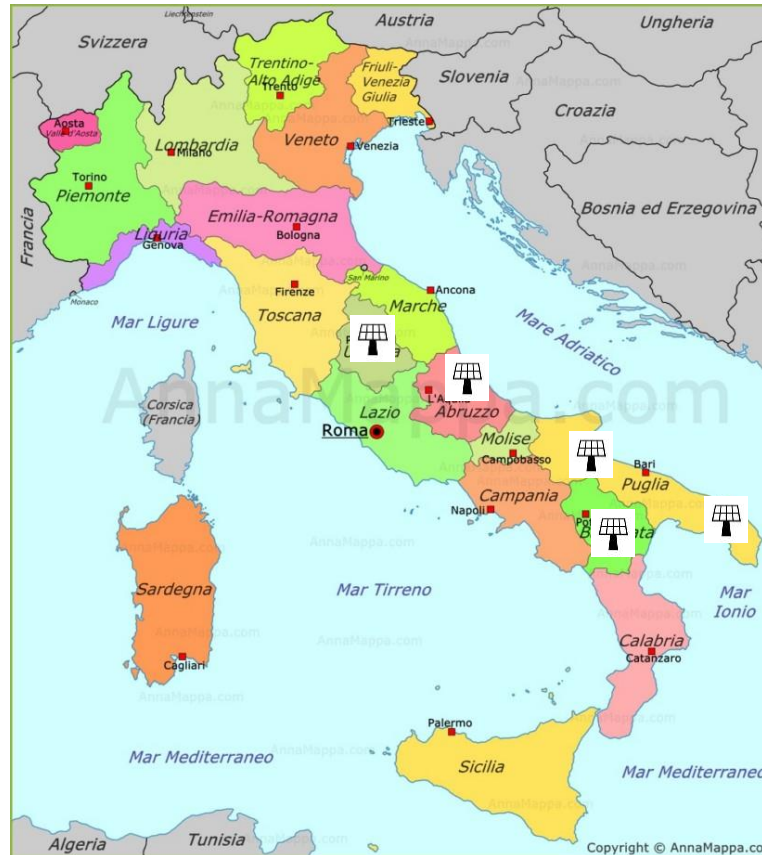 Liechtenstein
Austria
Ungheria
Svizzera
Slovenia
Croazia
Bosnia ed Erzegovina
Francia
Monaco
San Marino
Trentino-
Alto Adige
Trento
Friuli-
Venezia
Giulia
Trieste
Aosta
Valle d'Aosta
Lombardia
Milano
Veneto
Venezia
Torino
Piemonte
Emilia-Romagna
Bologna
Liguria
Genova
Firenze
Toscana
Ancona
Marche
Mar Ligure
Mare Adriatico
AnnaMappa.com
Corsica
(Francia)
Lazio
Roma
L'Aquila
Abruzzo
Molise
Campobasso
Bari
Puglia
Campania
Napoli
Sardegna
Cagliari
Mar Tirreno
Mar
Ionio
Calabria
Catanzaro
Palermo
Sicilia
Mar Mediterraneo
Mar Mediterraneo
Algeria
Tunisia
Copyright © AnnaMappa.com